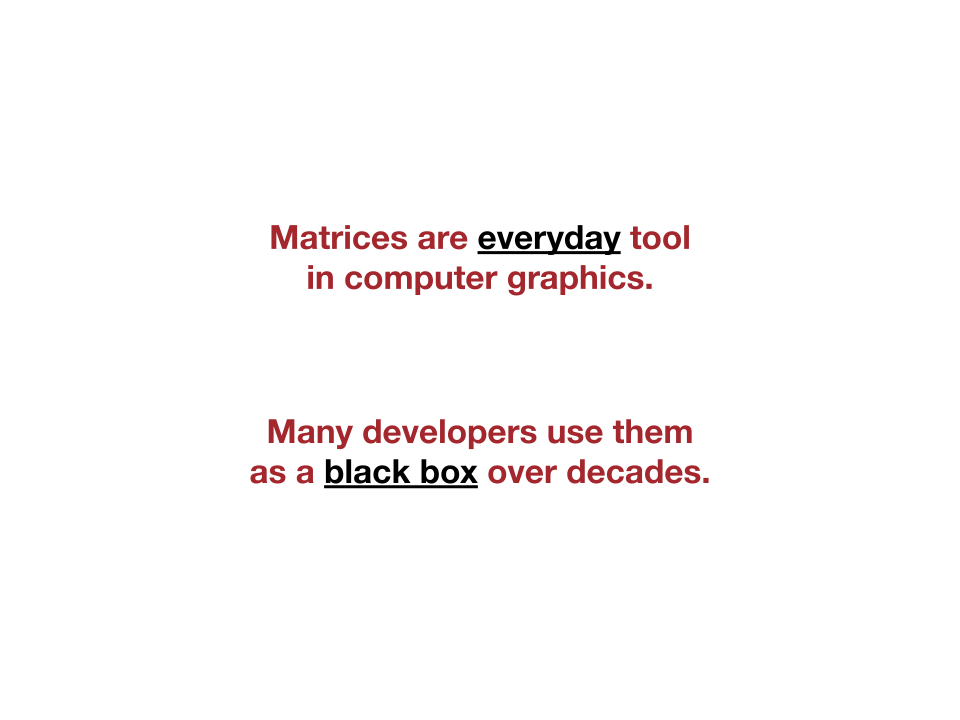 Matrices are everyday tool
in computer graphics.
Many developers use them
as a black box over decades.